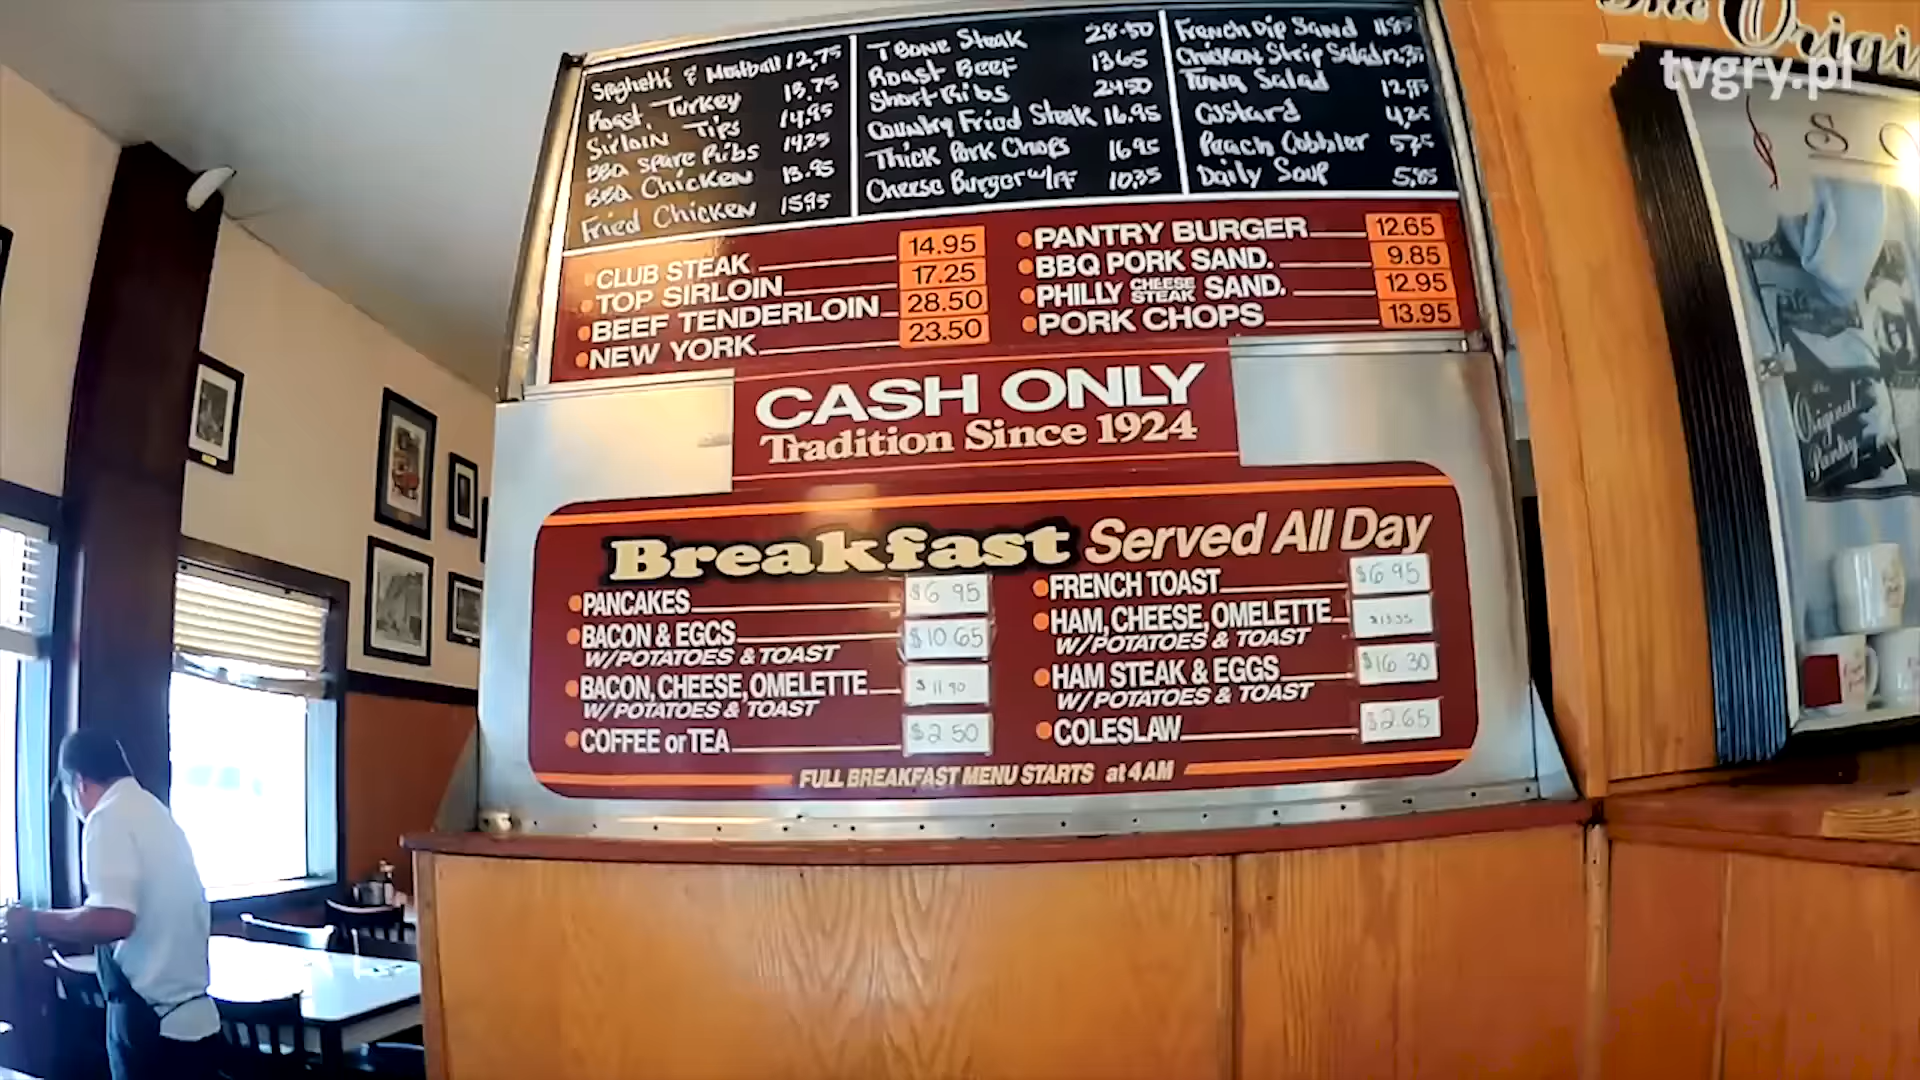 Spaghetti & Meatball 12,75
Roast Turkey 13,75
Sirloin Tips 14,95
BBQ Spare Ribs 14,25
BBQ Chicken 13.95
Fried Chicken 15,95
T Bone Steak 28.50
Roast Beef 13.65
Short Ribs 24.50
Country Fried Steak 16.95
Thick Pork Chops 16.95
Cheese Burger w/FF 10,35
French Dip Sand 11.85
Chicken Strip Salad
Tuna Salad
Custard 4,25
Peach Cobbler
Daily Soup 5,85
CLUB STEAK 14.95
TOP SIRLOIN 17.25
BEEF TENDERLOIN 28.50
NEW YORK 23.50
PANTRY BURGER 12.65
BBQ PORK SAND. 9.85
PHILLY CHEESE STEAK SAND. 12.95
PORK CHOPS 13.95
CASH ONLY
Tradition Since 1924
Breakfast Served All Day
PANCAKES $6 95
BACON & EGGS $10 65
W/POTATOES & TOAST
BACON, CHEESE, OMELETTE $11 90
W/POTATOES & TOAST
COFFEE or TEA $2 50
FRENCH TOAST $6 95
HAM, CHEESE, OMELETTE
W/POTATOES & TOAST
HAM STEAK & EGGS $16 30
W/POTATOES & TOAST
COLESLAW $2.65
FULL BREAKFAST MENU STARTS at 4 AM
tvgry.pl
Original
Pantry